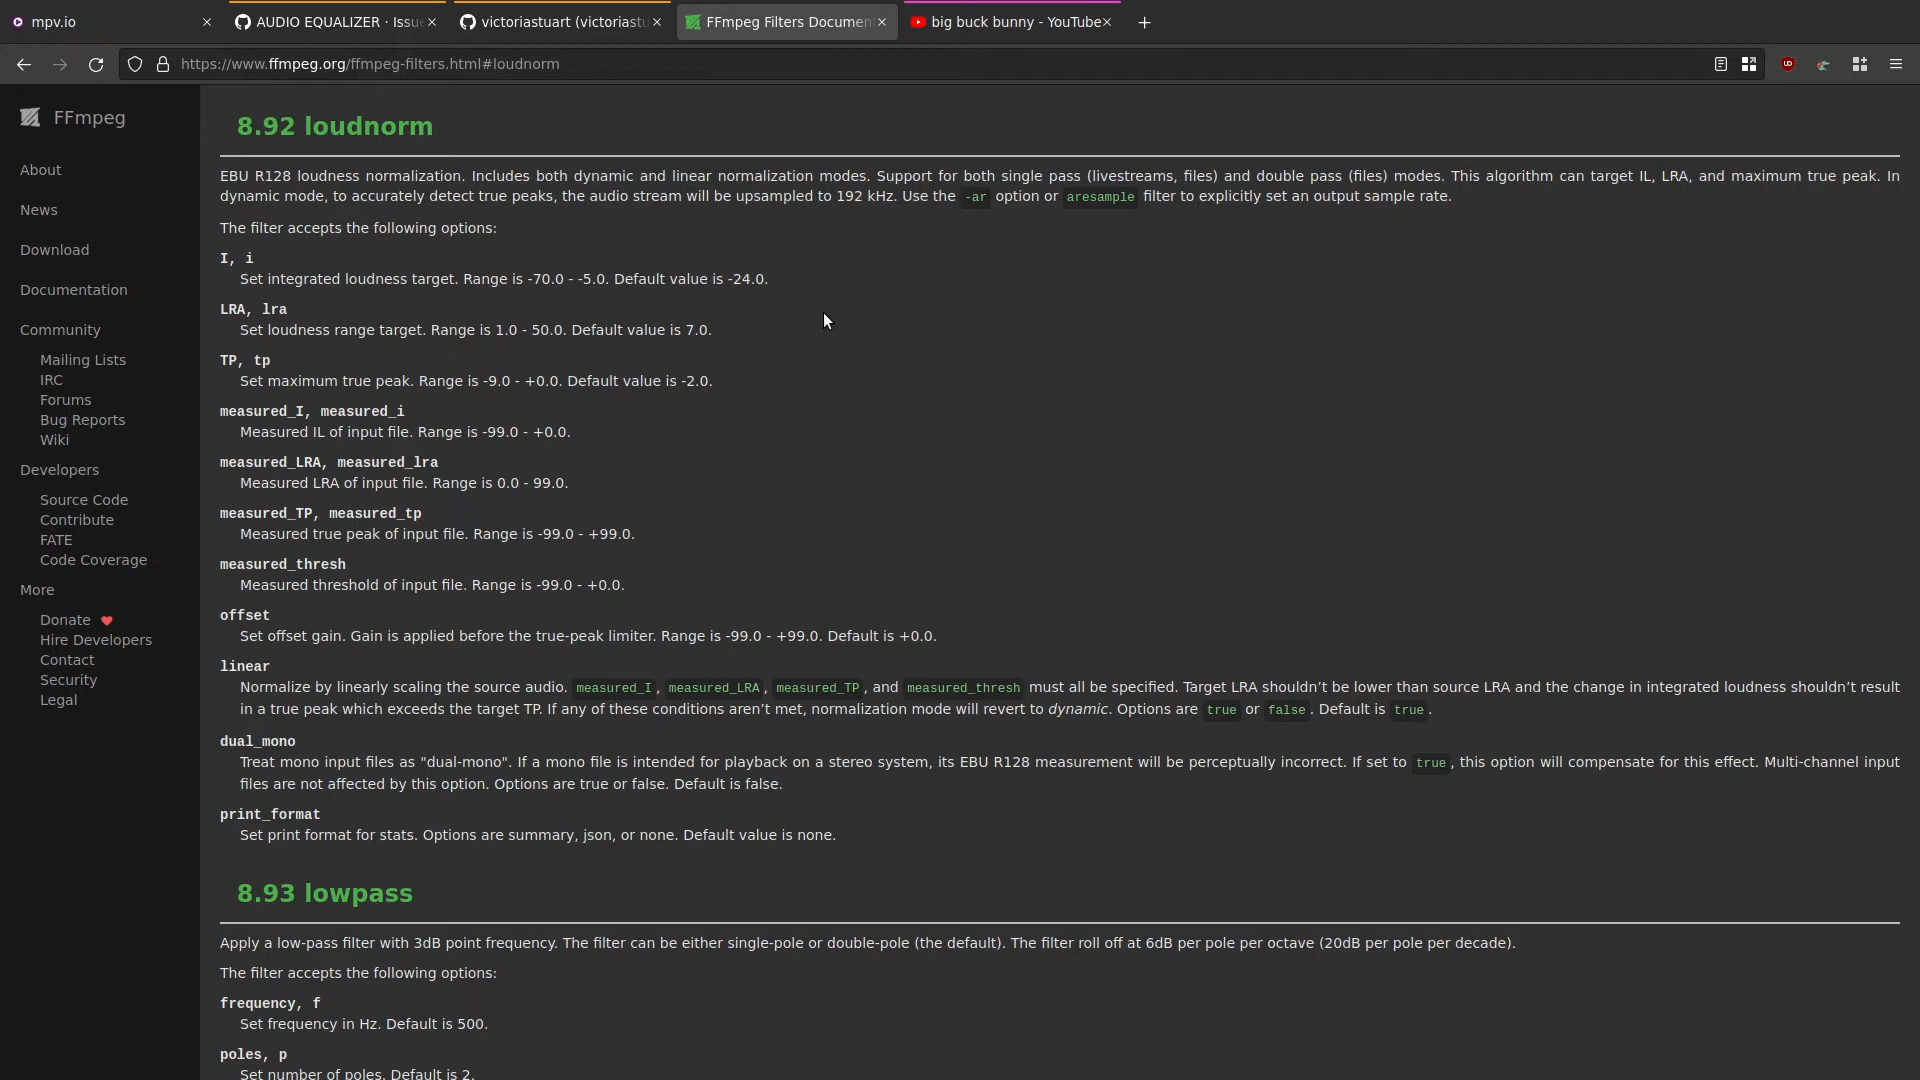 mpv.io
AUDIO EQUALIZER · Issue
victoriastuart (victoriastu
FFmpeg Filters Documen
big buck bunny - YouTube
https://www.ffmpeg.org/ffmpeg-filters.html#loudnorm
FFmpeg
About
News
Download
Documentation
Community
Mailing Lists
IRC
Forums
Bug Reports
Wiki
Developers
Source Code
Contribute
FATE
Code Coverage
More
Donate
Hire Developers
Contact
Security
Legal
8.92 loudnorm
EBU R128 loudness normalization. Includes both dynamic and linear normalization modes. Support for both single pass (livestreams, files) and double pass (files) modes. This algorithm can target IL, LRA, and maximum true peak. In
dynamic mode, to accurately detect true peaks, the audio stream will be upsampled to 192 kHz. Use the -ar option or aresample filter to explicitly set an output sample rate.
The filter accepts the following options:
I, i
Set integrated loudness target. Range is -70.0 - -5.0. Default value is -24.0.
LRA, lra
Set loudness range target. Range is 1.0 - 50.0. Default value is 7.0.
TP, tp
Set maximum true peak. Range is -9.0 - +0.0. Default value is -2.0.
measured_I, measured_i
Measured IL of input file. Range is -99.0 - +0.0.
measured_LRA, measured_lra
Measured LRA of input file. Range is 0.0 - 99.0.
measured_TP, measured_tp
Measured true peak of input file. Range is -99.0 - +99.0.
measured_thresh
Measured threshold of input file. Range is -99.0 - +0.0.
offset
Set offset gain. Gain is applied before the true-peak limiter. Range is -99.0 - +99.0. Default is +0.0.
linear
Normalize by linearly scaling the source audio. measured_I, measured_LRA, measured_TP, and measured_thresh must all be specified. Target LRA shouldn’t be lower than source LRA and the change in integrated loudness shouldn’t result
in a true peak which exceeds the target TP. If any of these conditions aren’t met, normalization mode will revert to dynamic. Options are true or false. Default is true.
dual_mono
Treat mono input files as "dual-mono". If a mono file is intended for playback on a stereo system, its EBU R128 measurement will be perceptually incorrect. If set to true, this option will compensate for this effect. Multi-channel input
files are not affected by this option. Options are true or false. Default is false.
print_format
Set print format for stats. Options are summary, json, or none. Default value is none.
8.93 lowpass
Apply a low-pass filter with 3dB point frequency. The filter can be either single-pole or double-pole (the default). The filter roll off at 6dB per pole per octave (20dB per pole per decade).
The filter accepts the following options:
frequency, f
Set frequency in Hz. Default is 500.
poles, p
Set number of poles. Default is 2.